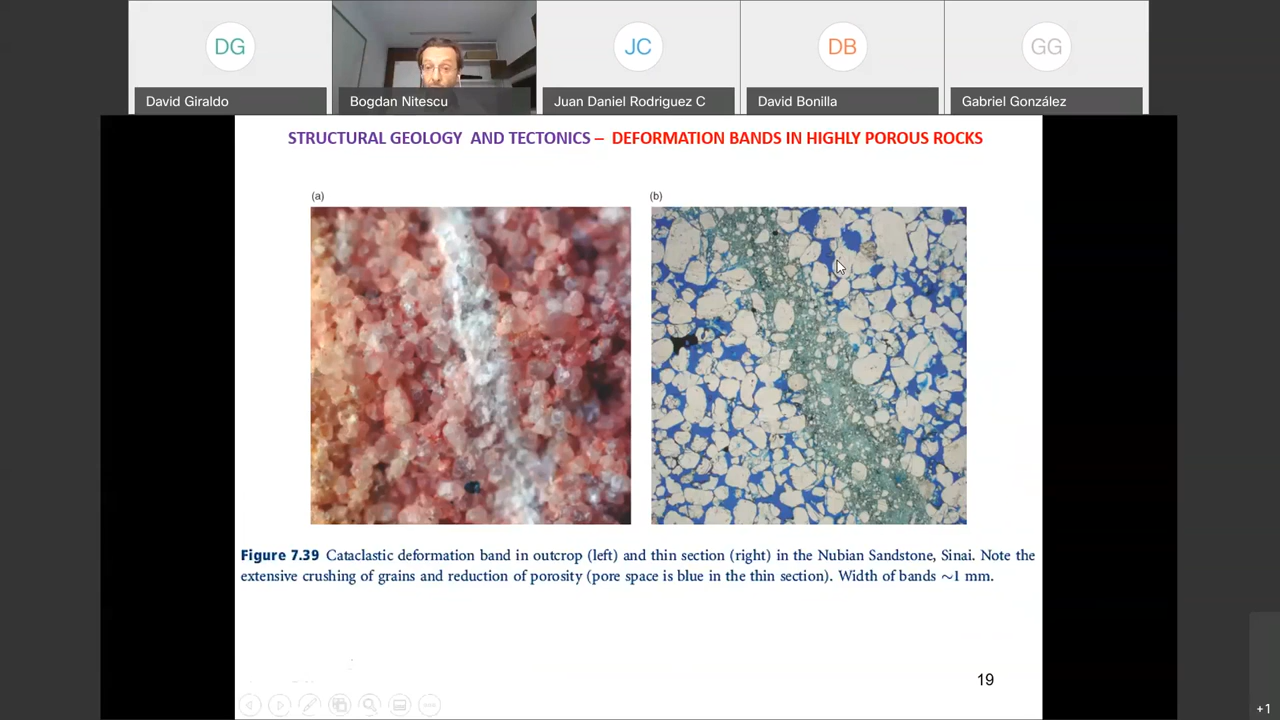 DG
JC
DB
GG
David Giraldo
Bogdan Nitescu
Juan Daniel Rodriguez C
David Bonilla
Gabriel González
STRUCTURAL GEOLOGY AND TECTONICS – DEFORMATION BANDS IN HIGHLY POROUS ROCKS
(a)
(b)
Figure 7.39 Cataclastic deformation band in outcrop (left) and thin section (right) in the Nubian Sandstone, Sinai. Note the
extensive crushing of grains and reduction of porosity (pore space is blue in the thin section). Width of bands ~1 mm.
19
+1